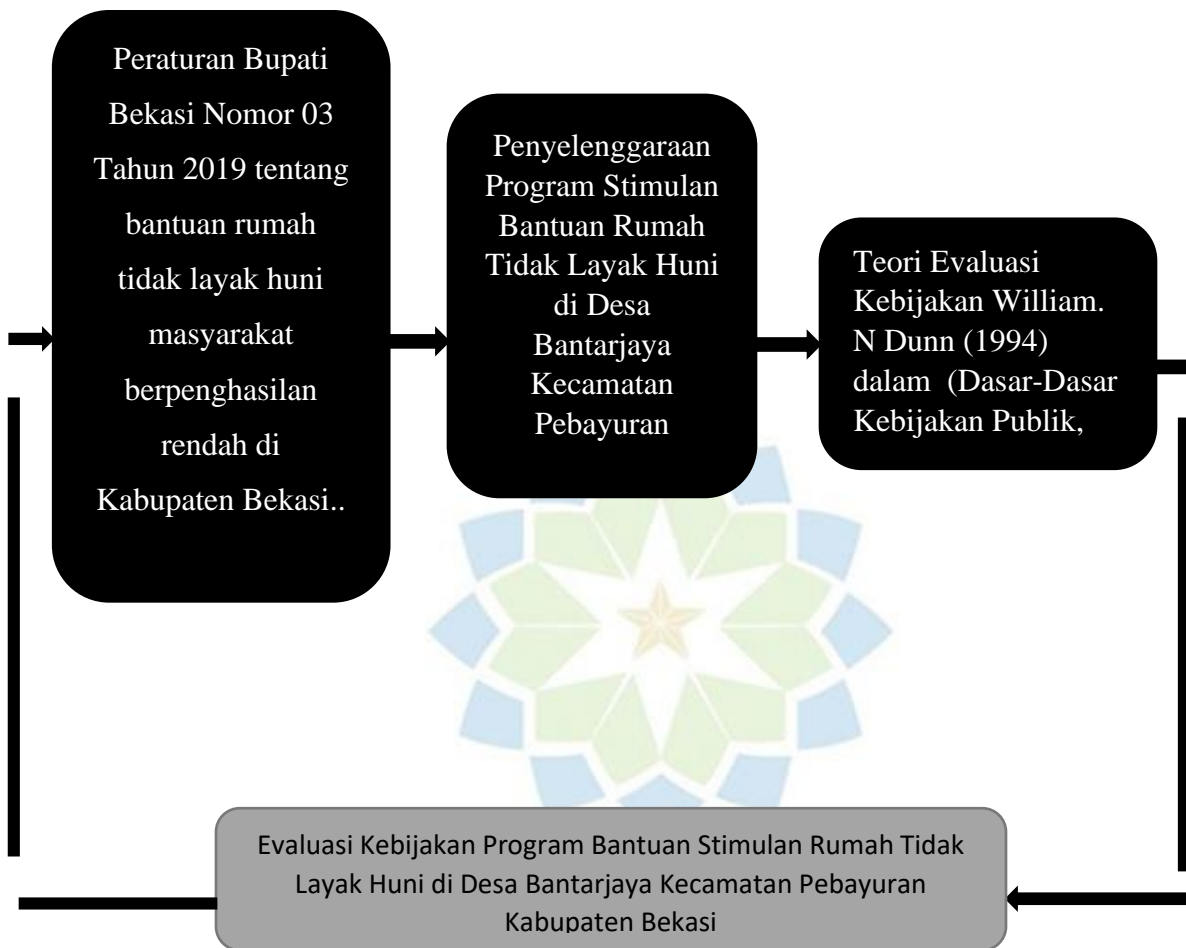 Peraturan Bupati
Bekasi Nomor 03
Tahun 2019 tentang
bantuan rumah
tidak layak huni
masyarakat
berpenghasilan
rendah di
Kabupaten Bekasi..
Penyelenggaraan
Program Stimulan
Bantuan Rumah
Tidak Layak Huni
di Desa
Bantarjaya
Kecamatan
Pebayuran
Teori Evaluasi
Kebijakan William.
N Dunn (1994)
dalam (Dasar-Dasar
Kebijakan Publik,
Evaluasi Kebijakan Program Bantuan Stimulan Rumah Tidak
Layak Huni di Desa Bantarjaya Kecamatan Pebayuran
Kabupaten Bekasi